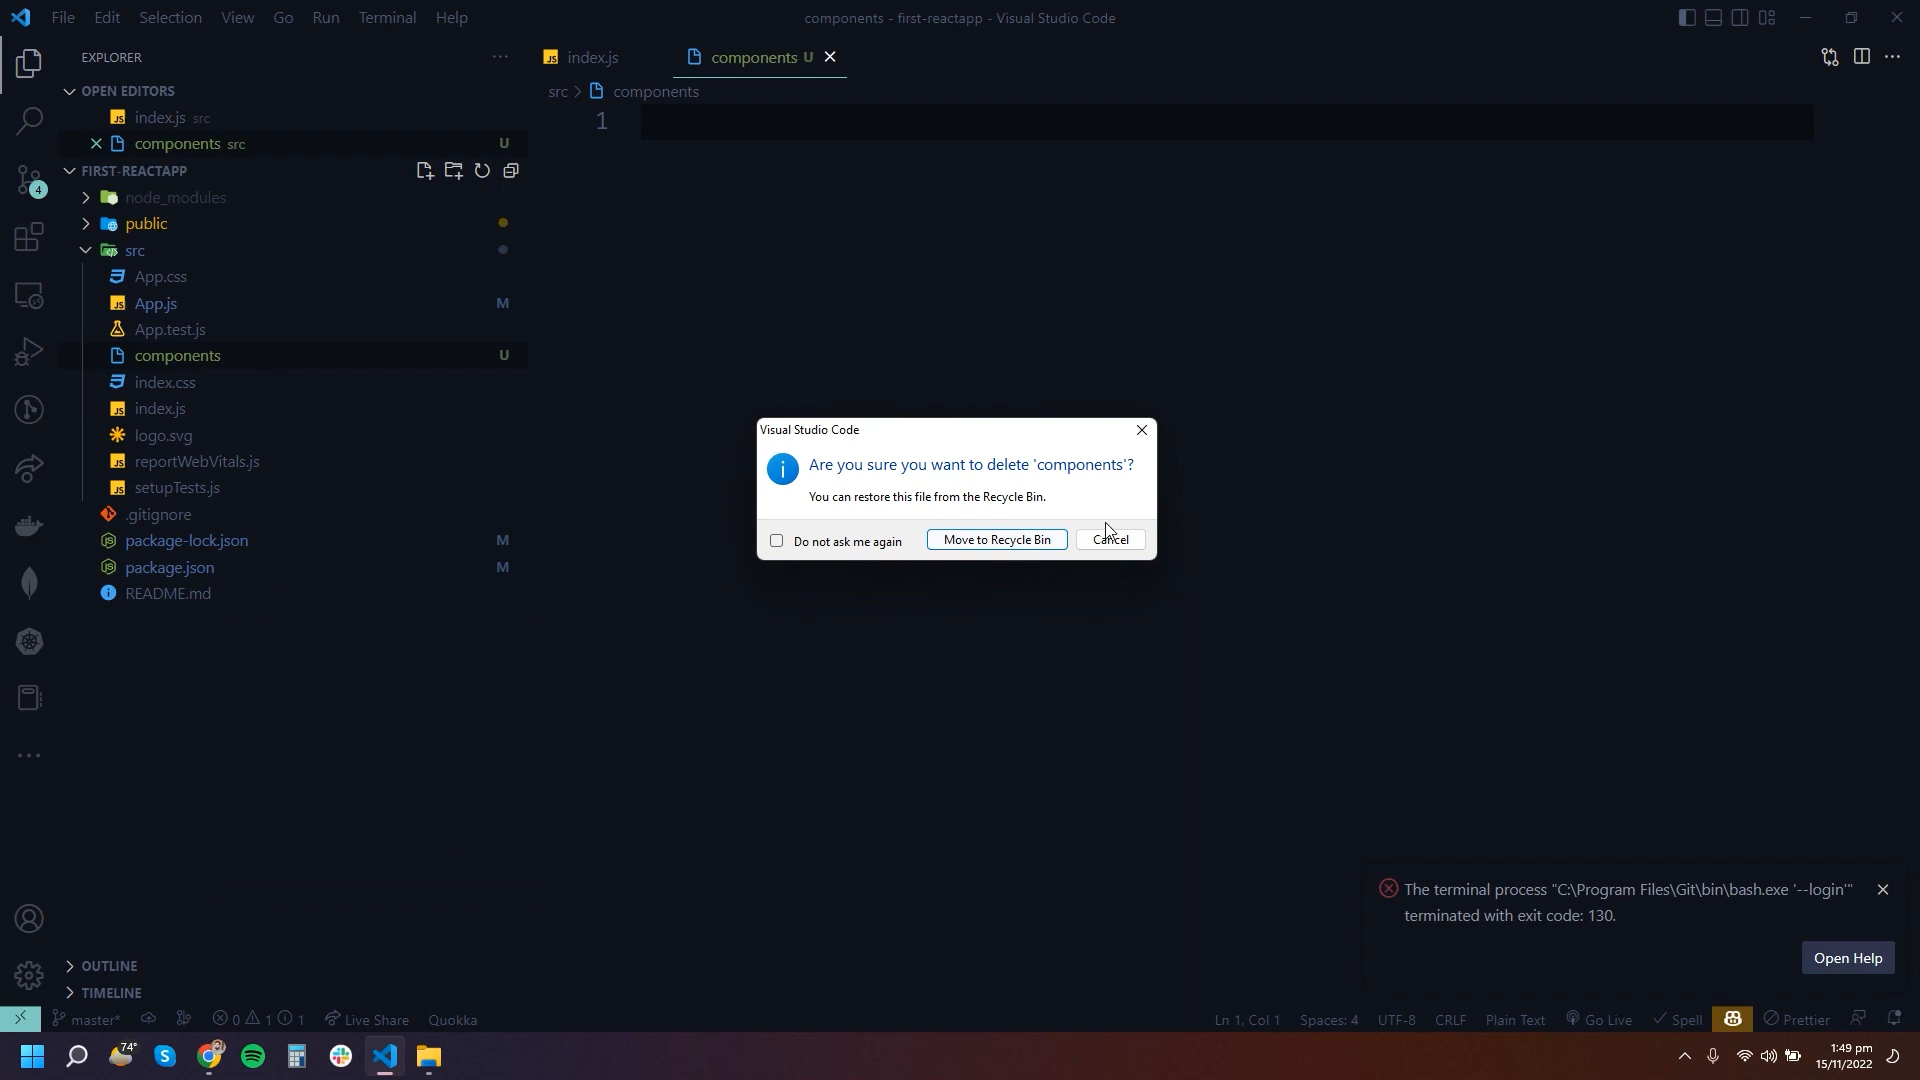 File Edit Selection View Go Run Terminal Help
components - first-reactapp - Visual Studio Code
EXPLORER
OPEN EDITORS
index.js src
components src U
FIRST-REACTAPP
node_modules
public
src
App.css
App.js M
App.test.js
components U
index.css
index.js
logo.svg
reportWebVitals.js
setupTests.js
.gitignore
package-lock.json M
package.json M
README.md
OUTLINE
TIMELINE
4
index.js components U
src > components
1
Visual Studio Code
Are you sure you want to delete 'components'?
You can restore this file from the Recycle Bin.
Do not ask me again Move to Recycle Bin Cancel
The terminal process "C:\Program Files\Git\bin\bash.exe '--login'"
terminated with exit code: 130.
Open Help
master* 0 1 1 Live Share Quokka Ln 1, Col 1 Spaces: 4 UTF-8 CRLF Plain Text Go Live Spell Prettier
74°
1:49 pm
15/11/2022